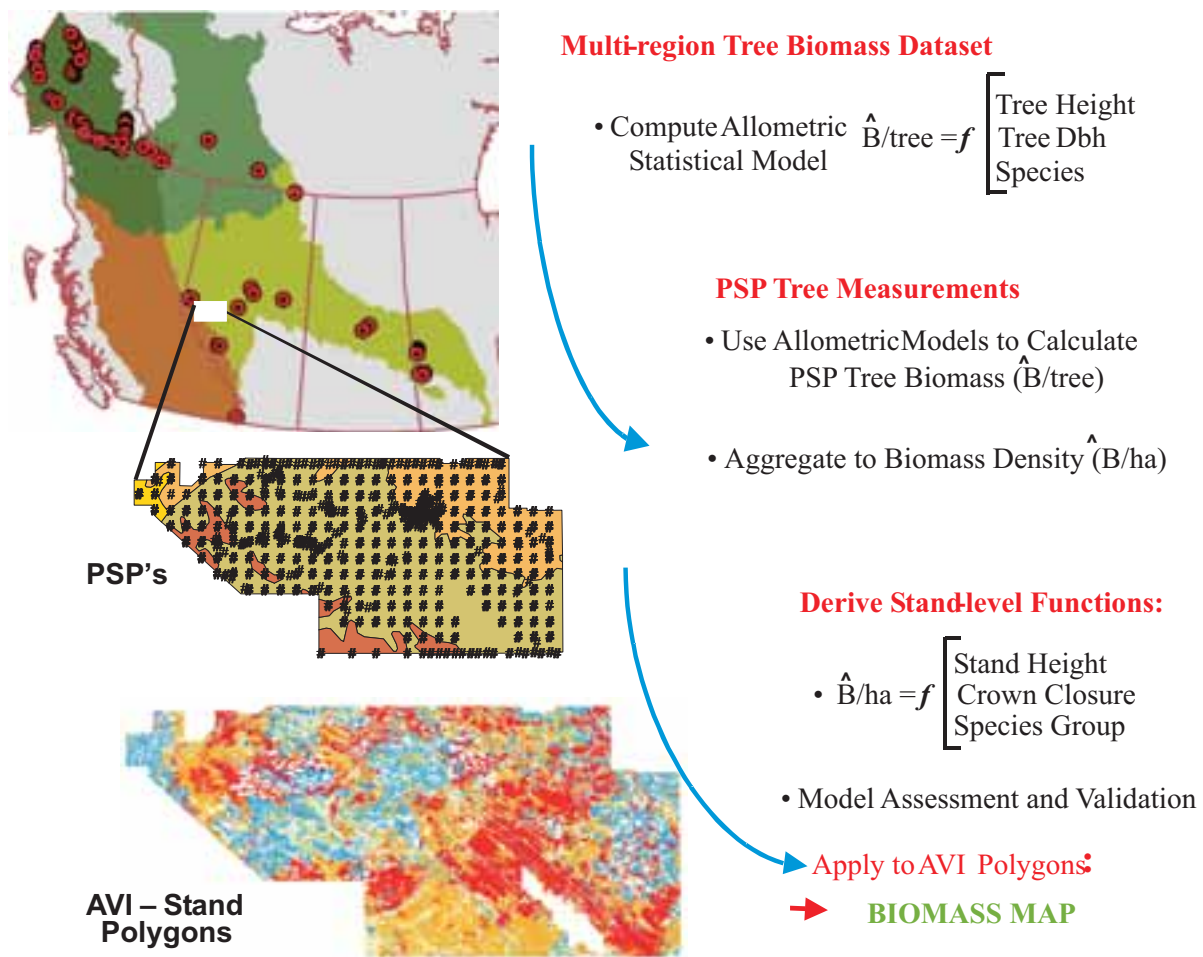 Multi-region Tree Biomass Dataset
• Compute Allometric
Statistical Model
B̂/tree = f
Tree Height
Tree Dbh
Species
PSP Tree Measurements
• Use Allometric Models to Calculate
PSP Tree Biomass (B̂/tree)
• Aggregate to Biomass Density (B̂/ha)
PSP's
Derive Stand-level Functions:
• B̂/ha = f
Stand Height
Crown Closure
Species Group
• Model Assessment and Validation
Apply to AVI Polygons:
BIOMASS MAP
AVI – Stand
Polygons